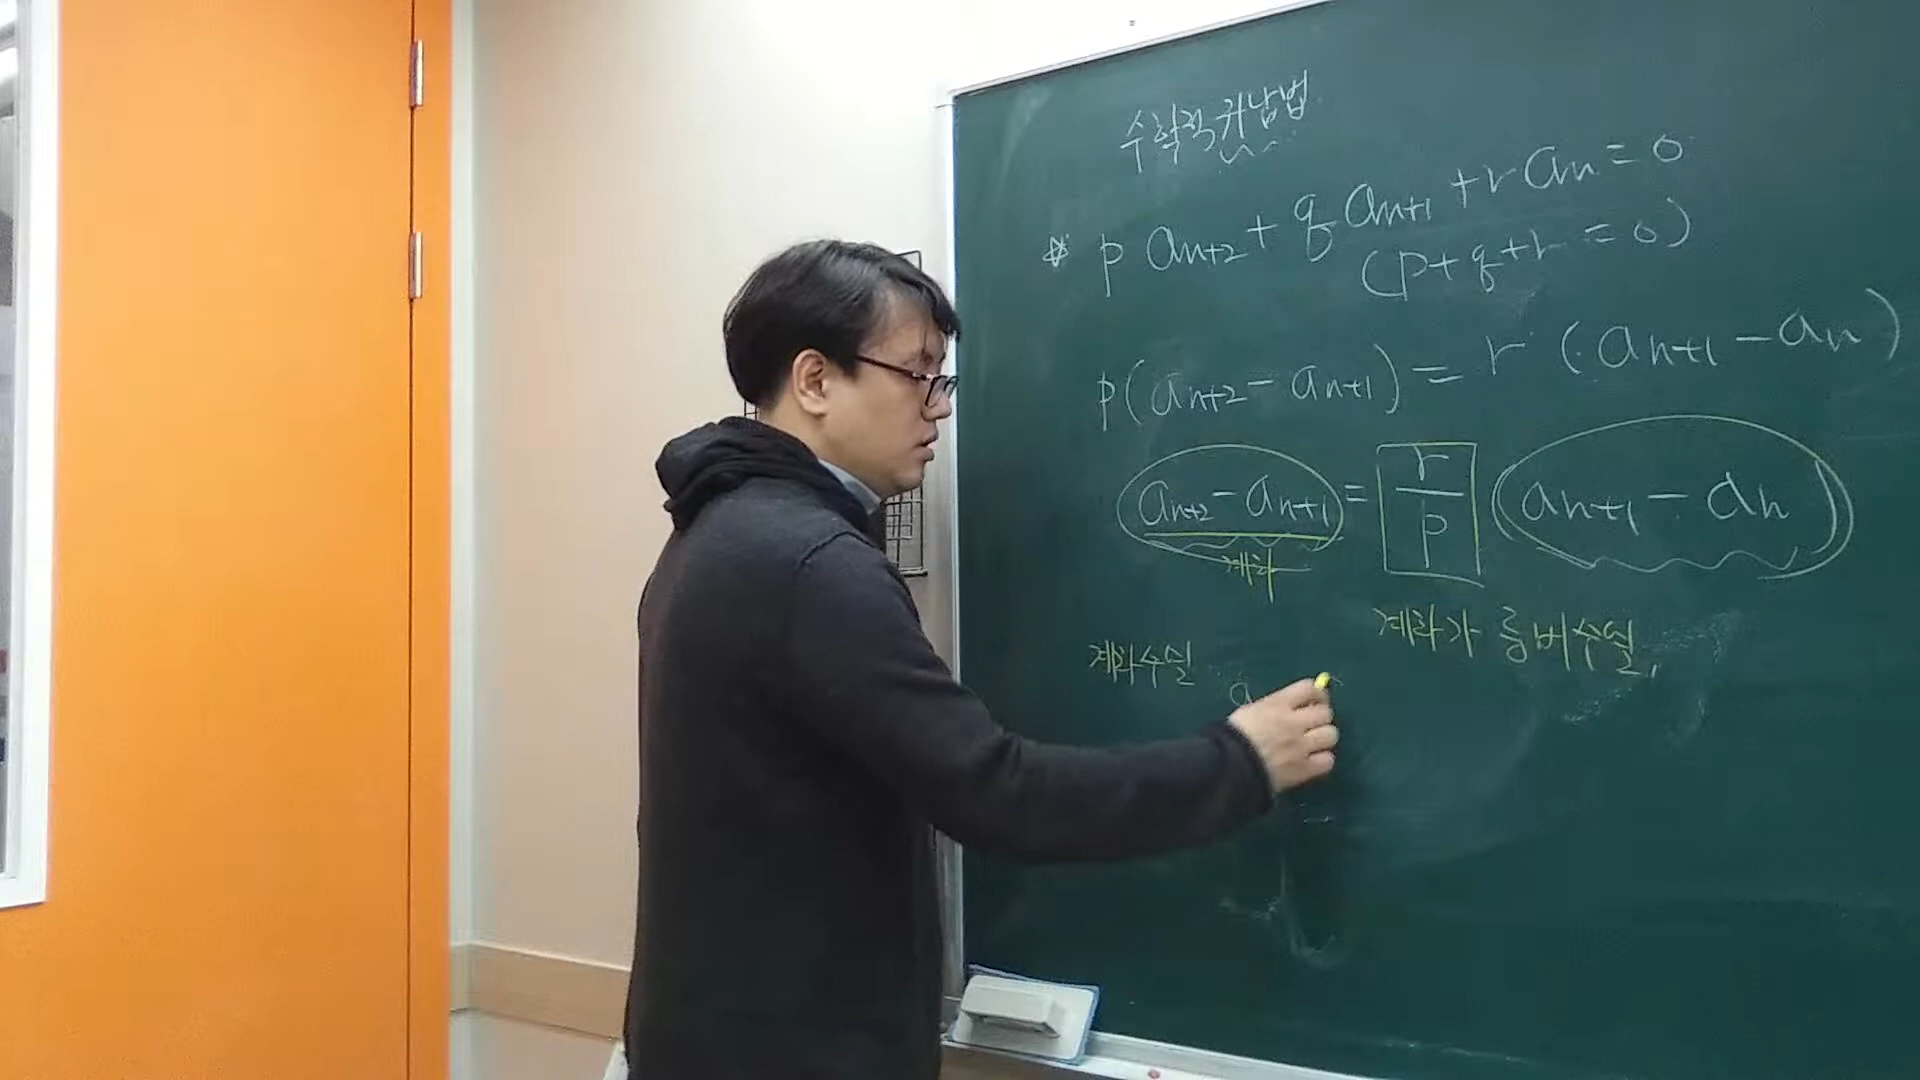 수학적 귀납법
* p aₙ₊₂ + q aₙ₊₁ + r aₙ = 0
(p + q + r = 0)
p(aₙ₊₂ - aₙ₊₁) = r (aₙ₊₁ - aₙ)
aₙ₊₂ - aₙ₊₁ = r/p (aₙ₊₁ - aₙ)
계차
계차가 등비수열,
계차수열
a